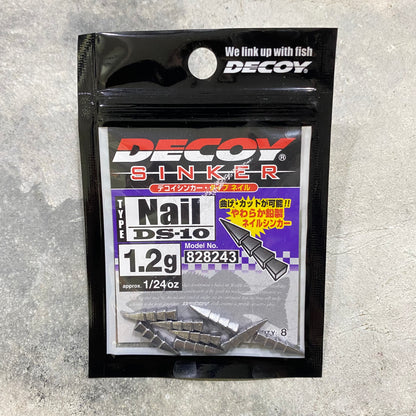 We link up with fish
DECOY®
DECOY®
SINKER
デコイシンカー・タイプ ネイル
TYPE
Nail
DS-10
曲げ・カットが可能!!
やわらか鉛製
ネイルシンカー
Model No.
828243
1.2g
approx. 1/24oz
8